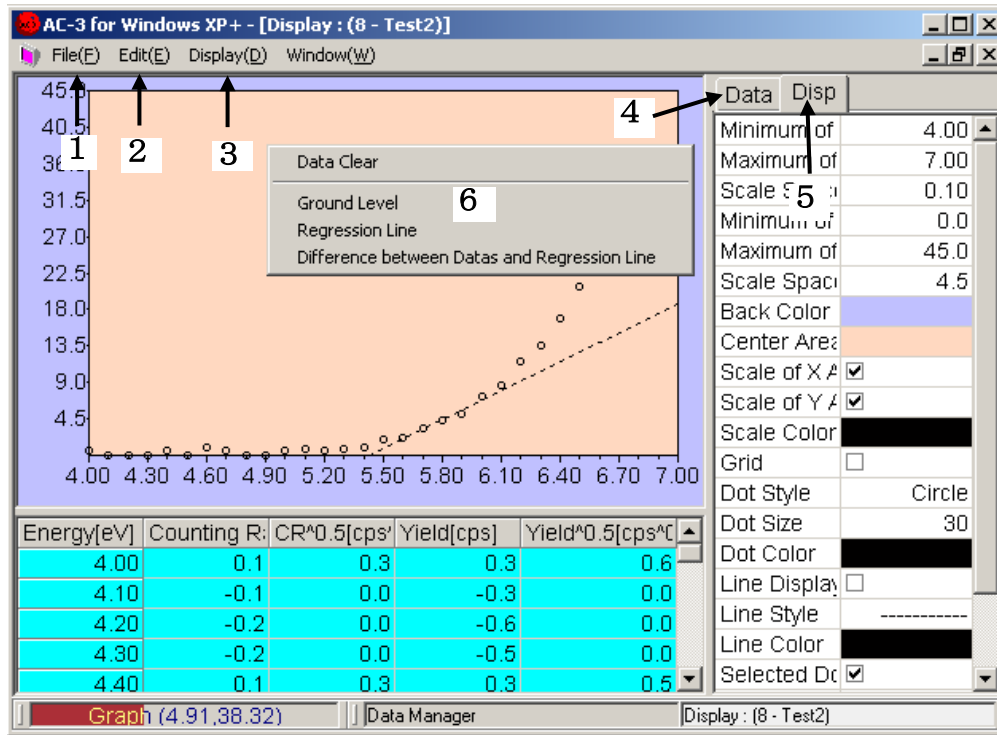 AC-3 for Windows XP+ - [Display : (8 - Test2)]
File(F) Edit(E) Display(D) Window(W)
1 2 3 4 5 6
Data Clear
Ground Level
Regression Line
Difference between Datas and Regression Line
40.5
31.5
27.0
22.5
18.0
13.5
9.0
4.5
4.00 4.30 4.60 4.90 5.20 5.50 5.80 6.10 6.40 6.70 7.00
Data Disp
Minimum of 4.00
Maximum of 7.00
Scale 0.10
Minimum of 0.0
Maximum of 45.0
Scale Spaci 4.5
Back Color
Center Area
Scale of X A
Scale of Y A
Scale Color
Grid
Dot Style Circle
Dot Size 30
Dot Color
Line Display
Line Style -----------
Line Color
Selected Do
Energy[eV] Counting Ra CR^0.5[cps^ Yield[cps] Yield^0.5[cps^0
4.00 0.1 0.3 0.3 0.6
4.10 -0.1 0.0 -0.3 0.0
4.20 -0.2 0.0 -0.6 0.0
4.30 -0.2 0.0 -0.5 0.0
4.40 0.1 0.3 0.3 0.5
Graph (4.91,38.32) Data Manager Display : (8 - Test2)